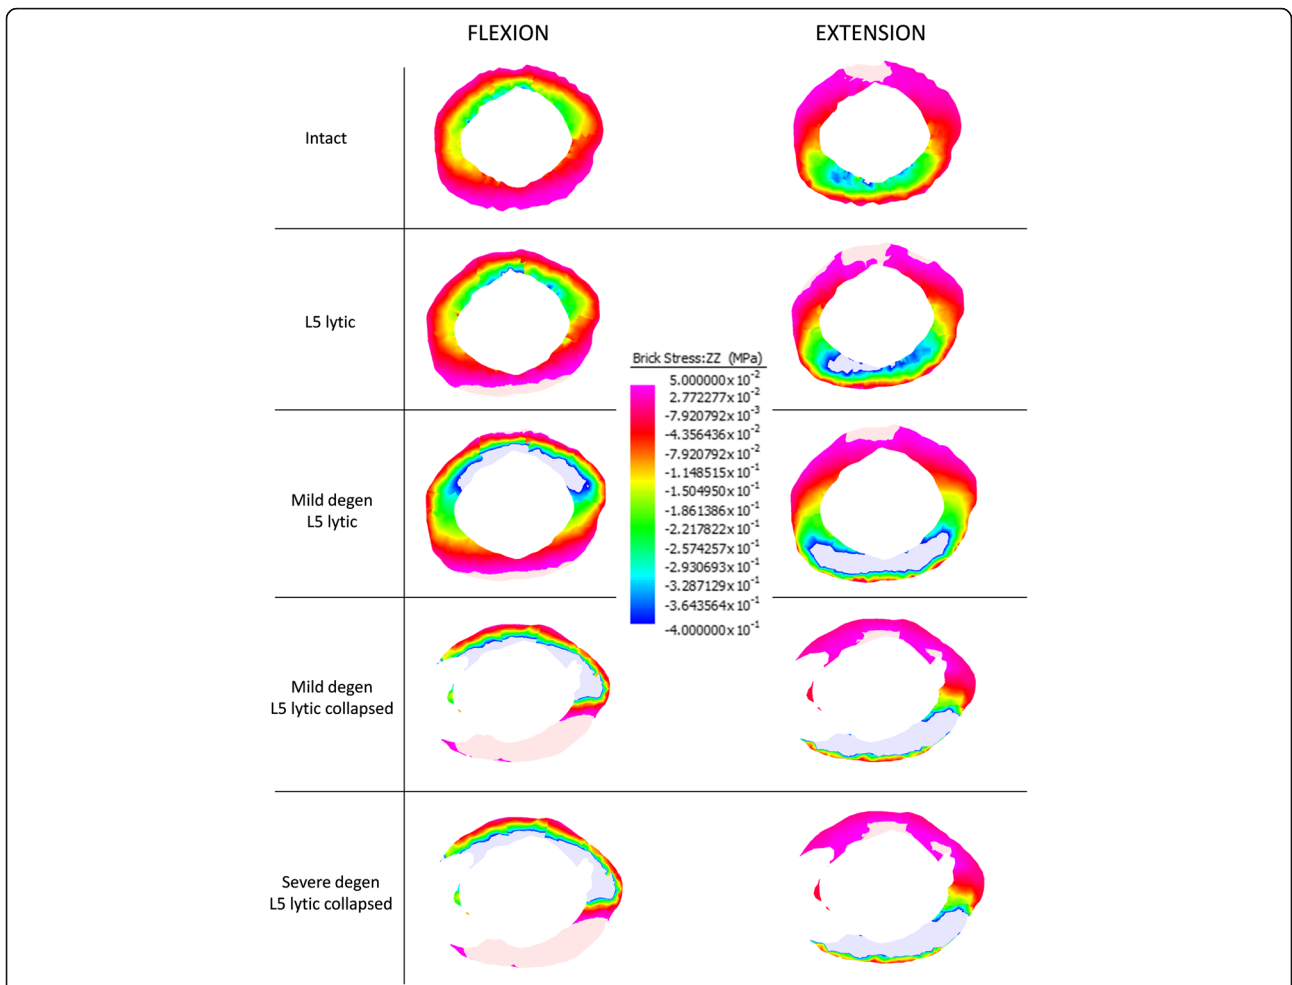 FLEXION
EXTENSION
Intact
L5 lytic
Brick Stress:ZZ (MPa)
5.000000x10⁻²
2.772277x10⁻²
-7.920792x10⁻³
-4.356436x10⁻²
-7.920792x10⁻²
-1.148515x10⁻¹
-1.504950x10⁻¹
-1.861386x10⁻¹
-2.217822x10⁻¹
-2.574257x10⁻¹
-2.930693x10⁻¹
-3.287129x10⁻¹
-3.643564x10⁻¹
-4.000000x10⁻¹
Mild degen
L5 lytic
Mild degen
L5 lytic collapsed
Severe degen
L5 lytic collapsed